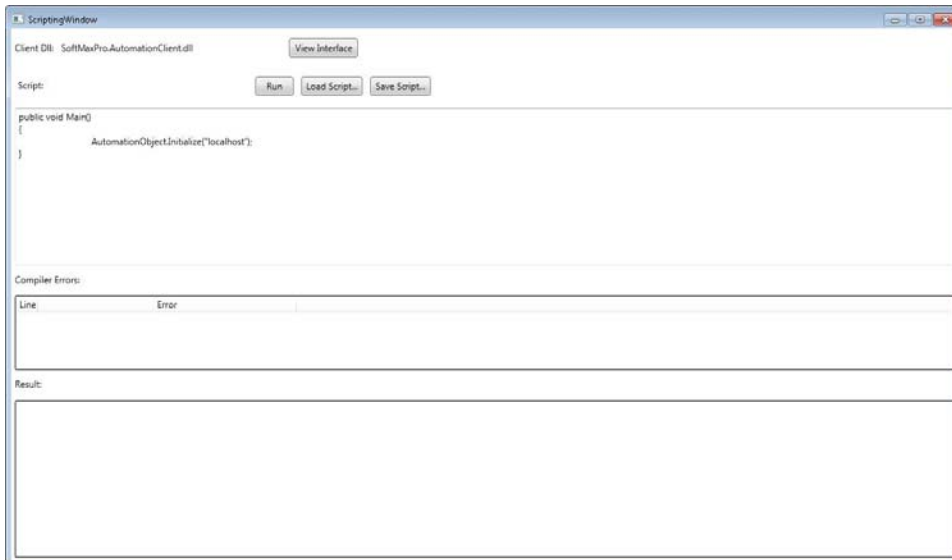 ScriptingWindow
Client Dll: SoftMaxPro.AutomationClient.dll View Interface
Script: Run Load Script... Save Script...
public void Main()
{
AutomationObject.Initialize("localhost");
}
Compiler Errors:
Line Error
Result: